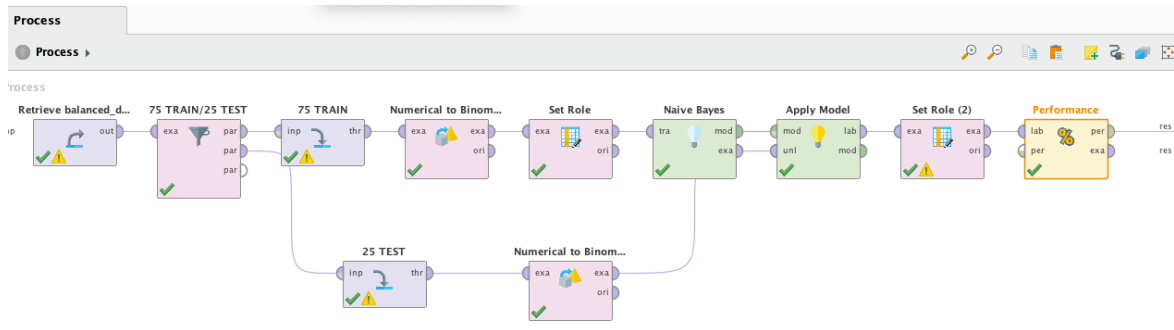 Process
Process
rocess
Retrieve balanced_d... 75 TRAIN/25 TEST 75 TRAIN Numerical to Binom... Set Role Naive Bayes Apply Model Set Role (2) Performance
np out exa par inp thr exa exa exa exa tra mod mod lab exa exa lab per res
par ori ori exa unl mod ori per exa res
par
25 TEST Numerical to Binom...
inp thr exa exa
ori